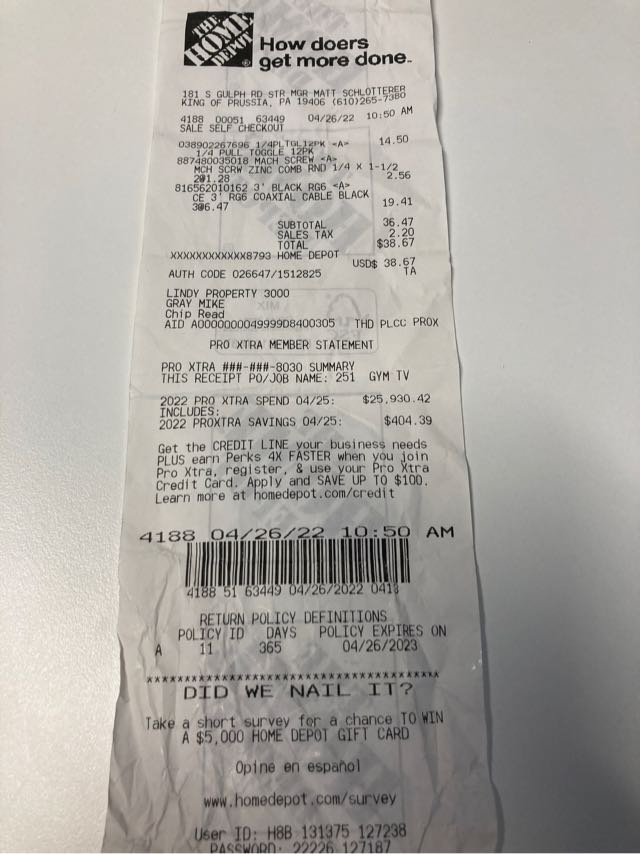 THE HOME DEPOT
How doers
get more done.
181 S GULPH RD STR MGR MATT SCHLOTTERER
KING OF PRUSSIA, PA 19406 (610)265-7380
4188 00051 63449 04/26/22 10:50 AM
SALE SELF CHECKOUT
038902267696 1/4PLTGL12PK <A> 14.50
1/4 PULL TOGGLE 12PK
887480035018 MACH SCREW <A>
MCH SCRW ZINC COMB RND 1/4 X 1-1/2
2@1.28 2.56
816562010162 3' BLACK RG6 <A>
CE 3' RG6 COAXIAL CABLE BLACK
3@6.47 19.41
SUBTOTAL 36.47
SALES TAX 2.20
TOTAL $38.67
XXXXXXXXXXXX8793 HOME DEPOT
USD$ 38.67
AUTH CODE 026647/1512825 TA
LINDY PROPERTY 3000
GRAY MIKE
Chip Read
AID A0000000049999D8400305 THD PLCC PROX
PRO XTRA MEMBER STATEMENT
PRO XTRA ###-###-8030 SUMMARY
THIS RECEIPT PO/JOB NAME: 251 GYM TV
2022 PRO XTRA SPEND 04/25: $25,930.42
INCLUDES:
2022 PROXTRA SAVINGS 04/25: $404.39
Get the CREDIT LINE your business needs
PLUS earn Perks 4X FASTER when you join
Pro Xtra, register, & use your Pro Xtra
Credit Card. Apply and SAVE UP TO $100.
Learn more at homedepot.com/credit
4188 04/26/22 10:50 AM
4188 51 63449 04/26/2022 0413
RETURN POLICY DEFINITIONS
POLICY ID DAYS POLICY EXPIRES ON
A 11 365 04/26/2023
****************************************
DID WE NAIL IT?
Take a short survey for a chance TO WIN
A $5,000 HOME DEPOT GIFT CARD
Opine en español
www.homedepot.com/survey
User ID: H8B 131375 127238
PASSWORD: 22226 127187